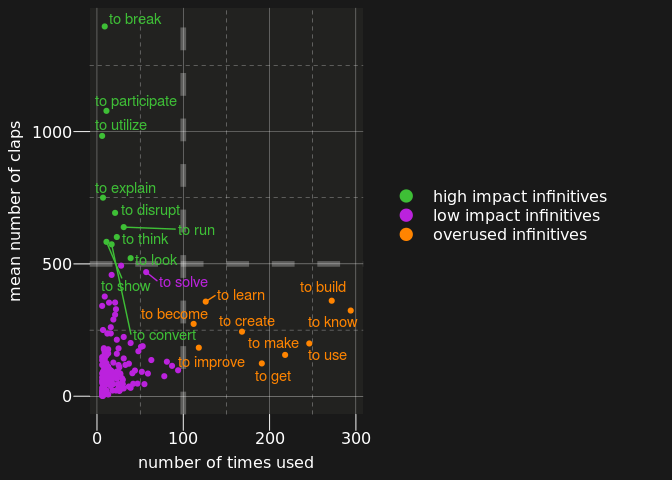 to break
to participate
to utilize
to explain
to disrupt
to run
to think
to look
to solve
to show
to convert
to build
to learn
to become
to create
to know
to make
to use
to improve
to get
1000
500
0
0
100
200
300
number of times used
mean number of claps
high impact infinitives
low impact infinitives
overused infinitives